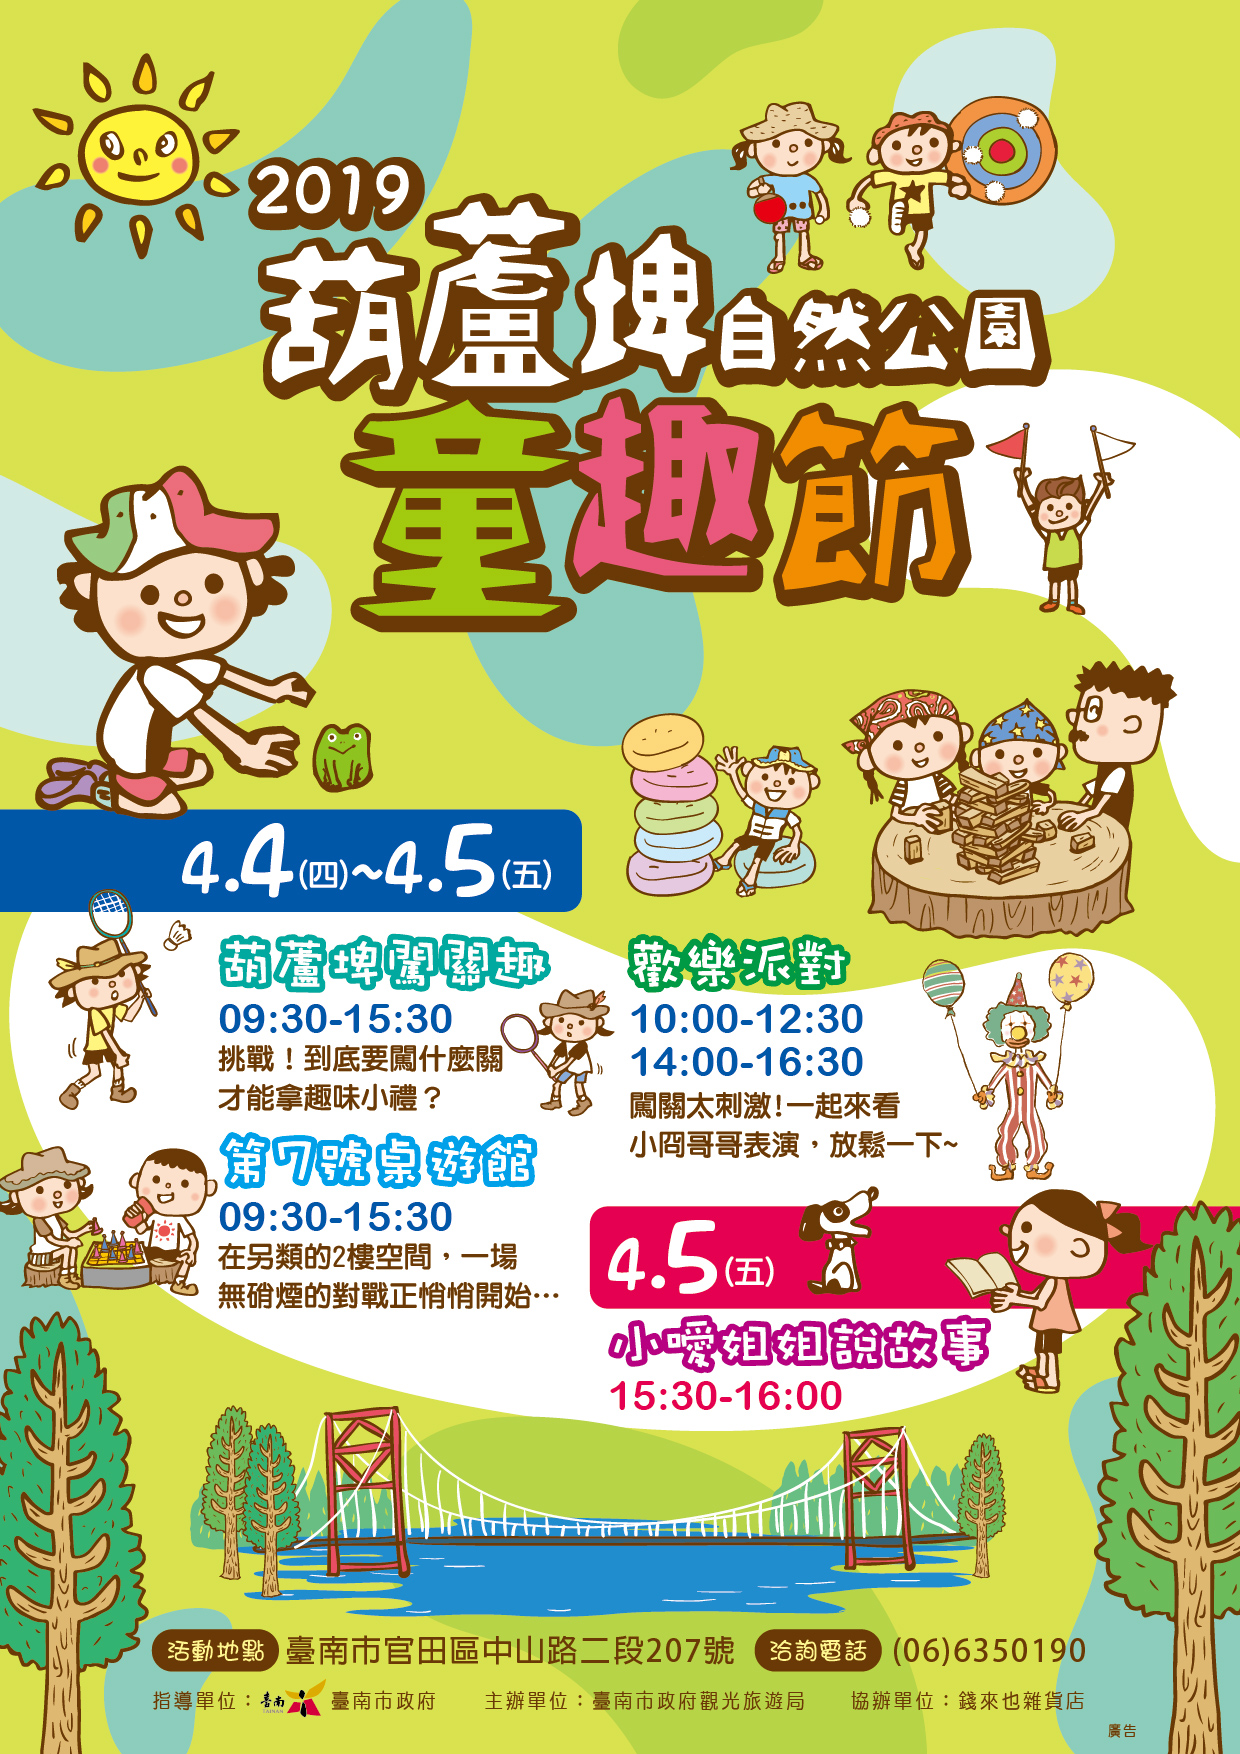 2019
葫蘆埤自然公園
童趣節
4.4(四)~4.5(五)
葫蘆埤闖關趣
09:30-15:30
挑戰！到底要闖什麼關
才能拿趣味小禮？
第7號桌遊館
09:30-15:30
在另類的2樓空間，一場
無硝煙的對戰正悄悄開始…
歡樂派對
10:00-12:30
14:00-16:30
闖關太刺激!一起來看
小冏哥哥表演，放鬆一下~
4.5(五)
小噯姐姐說故事
15:30-16:00
活動地點 臺南市官田區中山路二段207號 洽詢電話 (06)6350190
指導單位：臺南 TAINAN 臺南市政府 主辦單位：臺南市政府觀光旅遊局 協辦單位：錢來也雜貨店
廣告